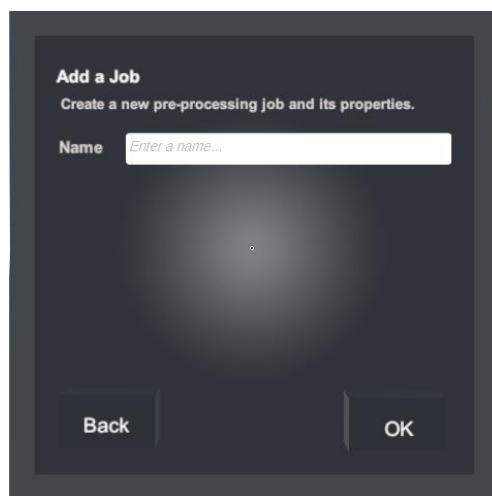 Add a Job
Create a new pre-processing job and its properties.
Name Enter a name...
Back OK